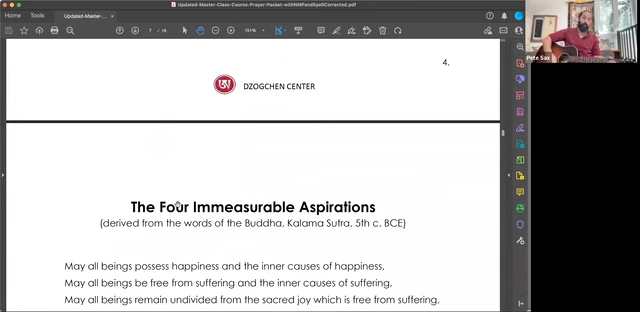 Updated-Master-Class-Course-Prayer-Packet-withNMPandSpellCorrected.pdf
Home Tools Updated-Master-... ×
7 / 18 151%
Pete Sax
4.
DZOGCHEN CENTER
The Four Immeasurable Aspirations
(derived from the words of the Buddha, Kalama Sutra, 5th c. BCE)
May all beings possess happiness and the inner causes of happiness,
May all beings be free from suffering and the inner causes of suffering,
May all beings remain undivided from the sacred joy which is free from suffering,